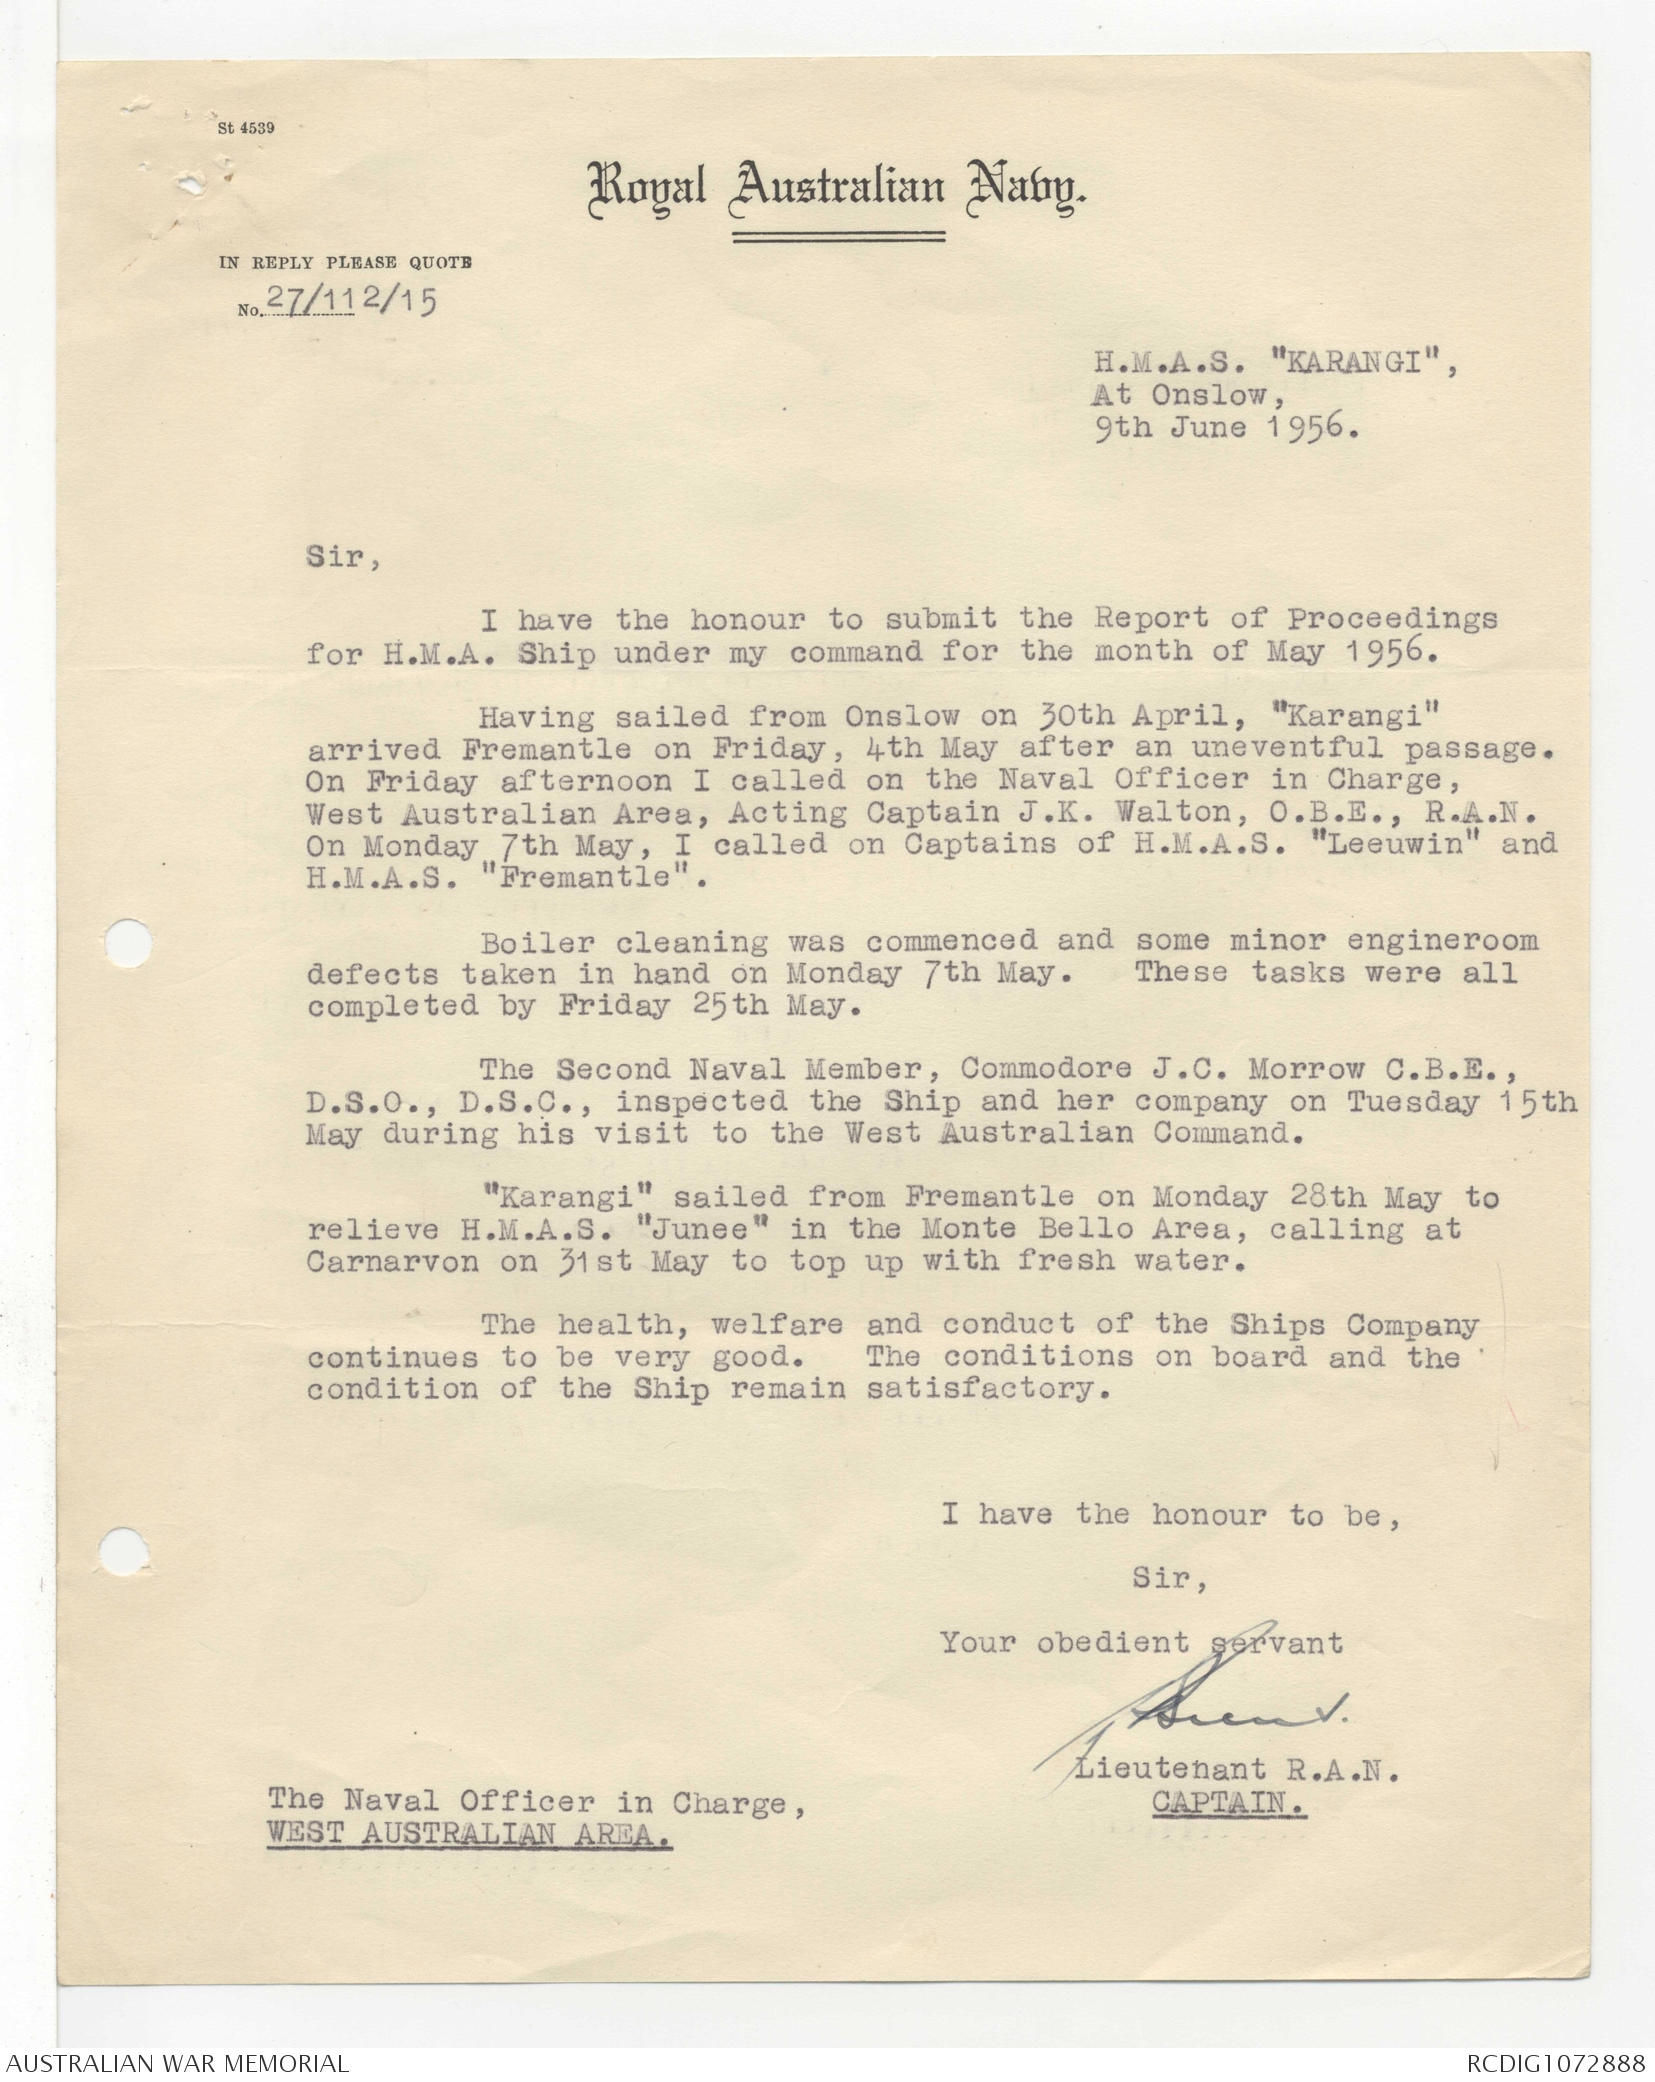 St 4539
Royal Australian Navy.
IN REPLY PLEASE QUOTE
No. 27/112/15
H.M.A.S. "KARANGI",
At Onslow,
9th June 1956.
Sir,
I have the honour to submit the Report of Proceedings
for H.M.A. Ship under my command for the month of May 1956.
Having sailed from Onslow on 30th April, "Karangi"
arrived Fremantle on Friday, 4th May after an uneventful passage.
On Friday afternoon I called on the Naval Officer in Charge,
West Australian Area, Acting Captain J.K. Walton, O.B.E., R.A.N.
On Monday 7th May, I called on Captains of H.M.A.S. "Leeuwin" and
H.M.A.S. "Fremantle".
Boiler cleaning was commenced and some minor engineroom
defects taken in hand on Monday 7th May.   These tasks were all
completed by Friday 25th May.
The Second Naval Member, Commodore J.C. Morrow C.B.E.,
D.S.O., D.S.C., inspected the Ship and her company on Tuesday 15th
May during his visit to the West Australian Command.
"Karangi" sailed from Fremantle on Monday 28th May to
relieve H.M.A.S. "Junee" in the Monte Bello Area, calling at
Carnarvon on 31st May to top up with fresh water.
The health, welfare and conduct of the Ships Company
continues to be very good.   The conditions on board and the
condition of the Ship remain satisfactory.
I have the honour to be,
Sir,
Your obedient servant
Lieutenant R.A.N.
CAPTAIN.
The Naval Officer in Charge,
WEST AUSTRALIAN AREA.
AUSTRALIAN WAR MEMORIAL
RCDIG1072888